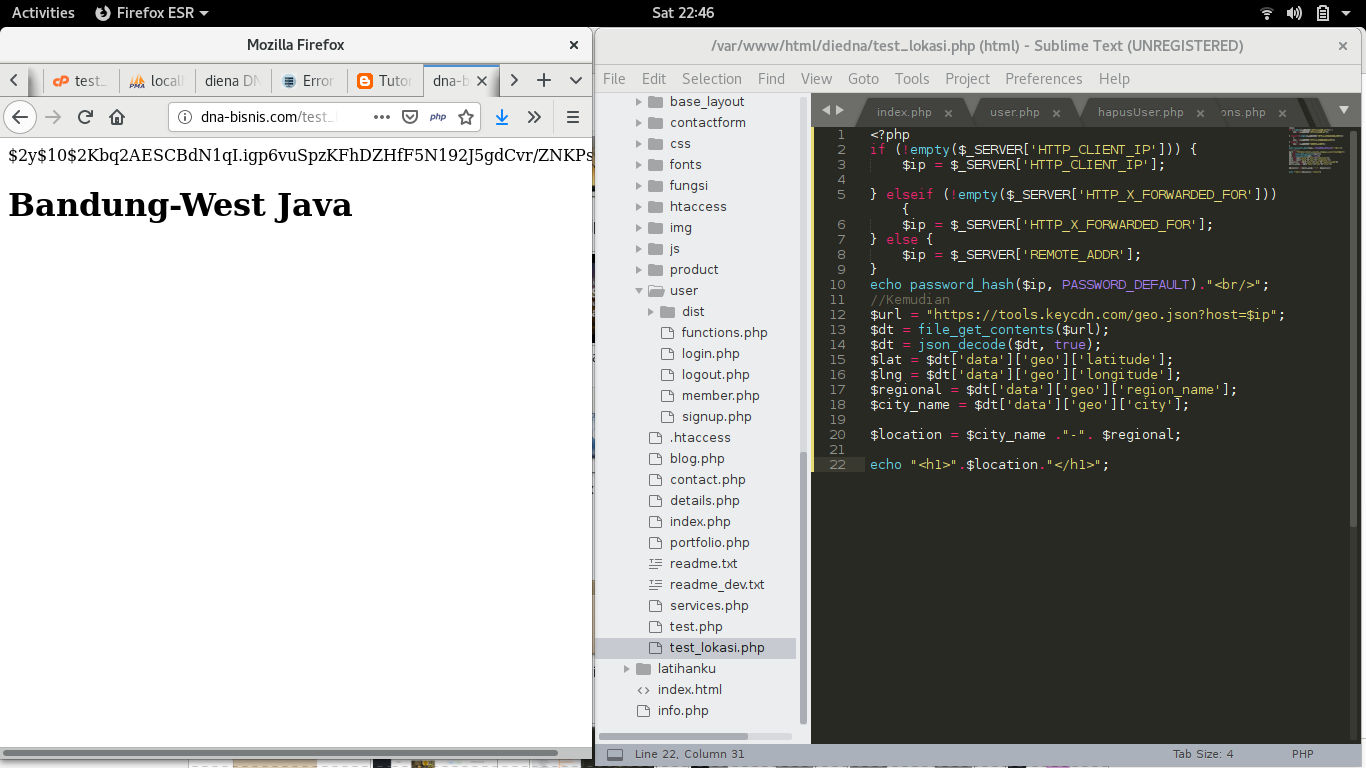 Activities Firefox ESR Sat 22:46
Mozilla Firefox
test_ locall diena DN Error Tutor dna-b
dna-bisnis.com/test_ php
$2y$10$2Kbq2AESCBdN1qI.igp6vuSpzKFhDZHfF5N192J5gdCvr/ZNKPs
Bandung-West Java
/var/www/html/diedna/test_lokasi.php (html) - Sublime Text (UNREGISTERED)
File Edit Selection Find View Goto Tools Project Preferences Help
base_layout
contactform
css
fonts
fungsi
htaccess
img
js
product
user
dist
functions.php
login.php
logout.php
member.php
signup.php
.htaccess
blog.php
contact.php
details.php
index.php
portfolio.php
readme.txt
readme_dev.txt
services.php
test.php
test_lokasi.php
latihanku
index.html
info.php
index.php user.php hapusUser.php ons.php
1 <?php
2 if (!empty($_SERVER['HTTP_CLIENT_IP'])) {
3 $ip = $_SERVER['HTTP_CLIENT_IP'];
4
5 } elseif (!empty($_SERVER['HTTP_X_FORWARDED_FOR']))
{
6 $ip = $_SERVER['HTTP_X_FORWARDED_FOR'];
7 } else {
8 $ip = $_SERVER['REMOTE_ADDR'];
9 }
10 echo password_hash($ip, PASSWORD_DEFAULT)."<br/>";
11 //Kemudian
12 $url = "https://tools.keycdn.com/geo.json?host=$ip";
13 $dt = file_get_contents($url);
14 $dt = json_decode($dt, true);
15 $lat = $dt['data']['geo']['latitude'];
16 $lng = $dt['data']['geo']['longitude'];
17 $regional = $dt['data']['geo']['region_name'];
18 $city_name = $dt['data']['geo']['city'];
19
20 $location = $city_name ."-". $regional;
21
22 echo "<h1>".$location."</h1>";
Line 22, Column 31 Tab Size: 4 PHP